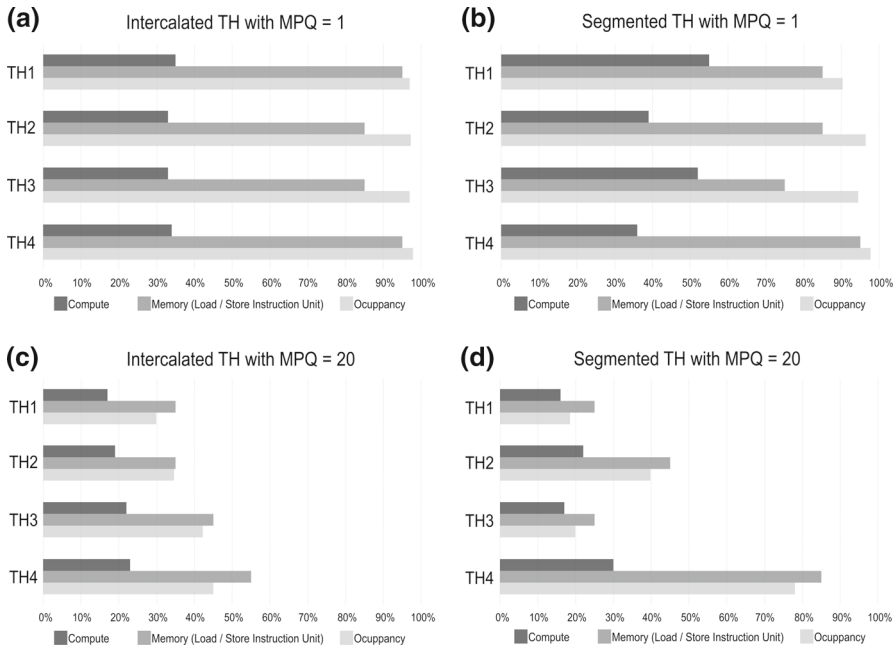 (a) Intercalated TH with MPQ = 1
TH1
TH2
TH3
TH4
0% 10% 20% 30% 40% 50% 60% 70% 80% 90% 100%
Compute Memory (Load / Store Instruction Unit) Ocuppancy
(b) Segmented TH with MPQ = 1
TH1
TH2
TH3
TH4
0% 10% 20% 30% 40% 50% 60% 70% 80% 90% 100%
Compute Memory (Load / Store Instruction Unit) Ocuppancy
(c) Intercalated TH with MPQ = 20
TH1
TH2
TH3
TH4
0% 10% 20% 30% 40% 50% 60% 70% 80% 90% 100%
Compute Memory (Load / Store Instruction Unit) Ocuppancy
(d) Segmented TH with MPQ = 20
TH1
TH2
TH3
TH4
0% 10% 20% 30% 40% 50% 60% 70% 80% 90% 100%
Compute Memory (Load / Store Instruction Unit) Ocuppancy